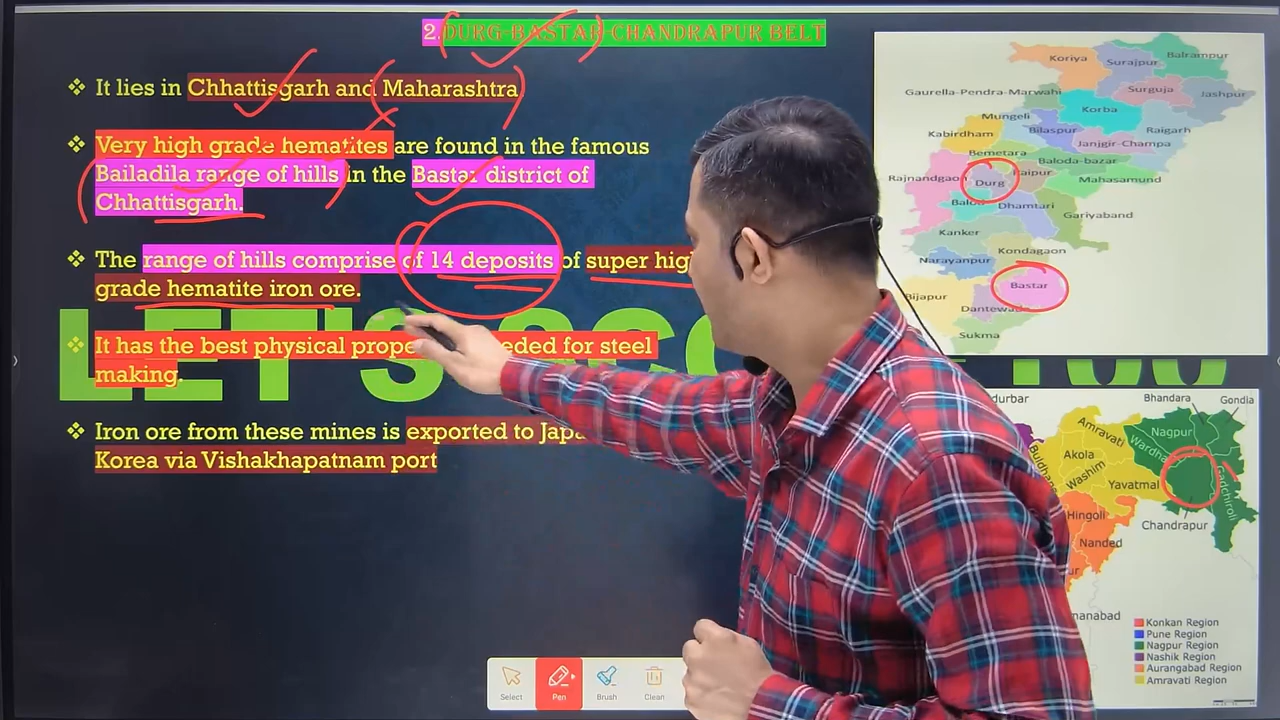 2.DURG-BASTAR-CHANDRAPUR BELT
❖ It lies in Chhattisgarh and Maharashtra
❖ Very high grade hematites are found in the famous
Bailadila range of hills in the Bastar district of
Chhattisgarh.
❖ The range of hills comprise of 14 deposits of super hig
grade hematite iron ore.
❖ It has the best physical prope eded for steel
making.
❖ Iron ore from these mines is exported to Japa
Korea via Vishakhapatnam port
LET'S 100
Koriya
Surajpur
Balrampur
Gaurella-Pendra-Marwahi
Surguja
Jashpur
Korba
Mungeli
Kabirdham
Bilaspur
Raigarh
Janjgir-Champa
Bemetara
Baloda-bazar
Rajnandgaon
Durg
Raipur
Mahasamund
Balod
Dhamtari
Gariyaband
Kanker
Kondagaon
Narayanpur
Bastar
Bijapur
Dantewa
Sukma
durbar
Bhandara
Gondia
Amravati
Nagpur
Wardha
Akola
Washim
Buldhana
Yavatmal
Gadchiroli
Hingoli
Chandrapur
Nanded
ur
manabad
Konkan Region
Pune Region
Nagpur Region
Nashik Region
Aurangabad Region
Amravati Region
Select
Pen
Brush
Clean